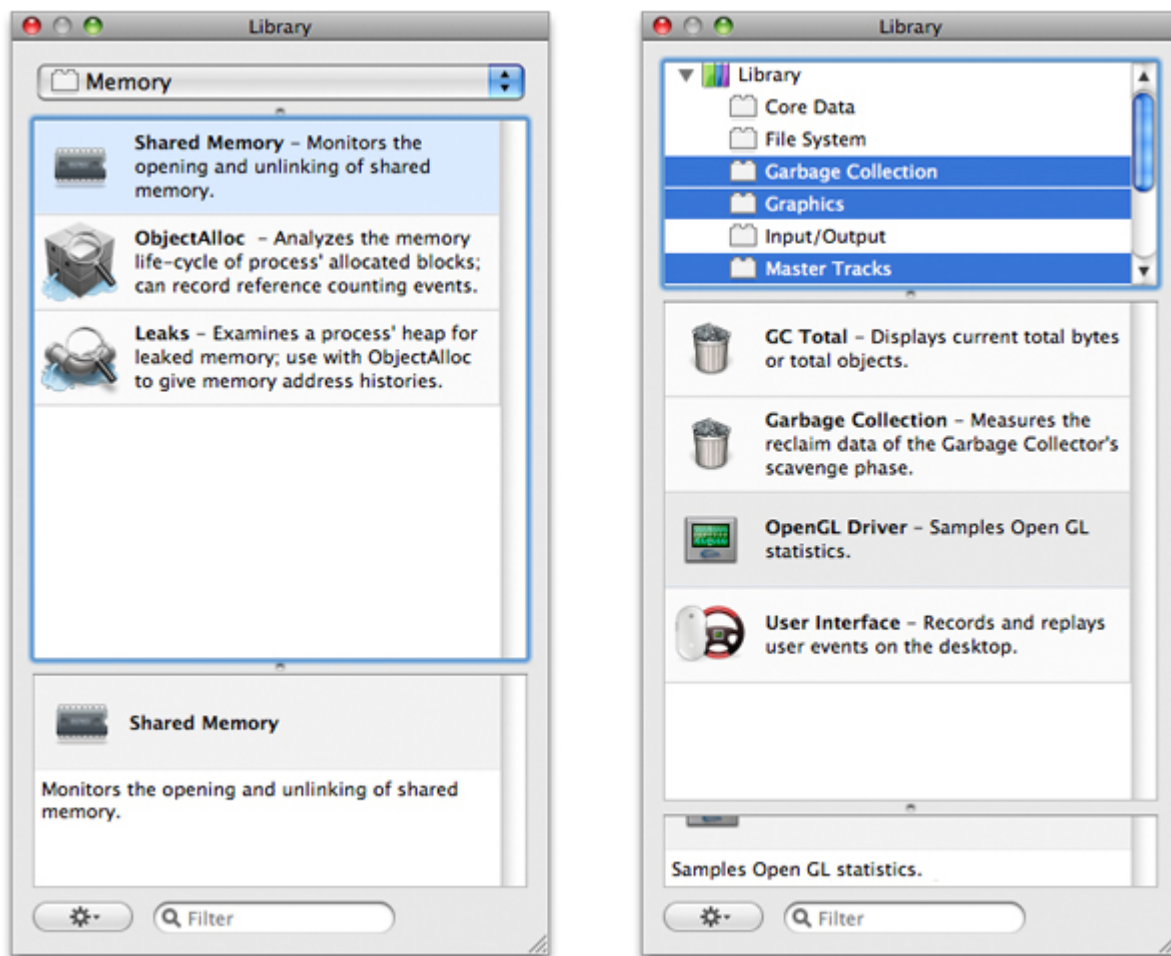 Library
Memory
Shared Memory – Monitors the
opening and unlinking of shared
memory.
ObjectAlloc – Analyzes the memory
life-cycle of process' allocated blocks;
can record reference counting events.
Leaks – Examines a process' heap for
leaked memory; use with ObjectAlloc
to give memory address histories.
Shared Memory
Monitors the opening and unlinking of shared
memory.
Filter
Library
Library
Core Data
File System
Garbage Collection
Graphics
Input/Output
Master Tracks
GC Total – Displays current total bytes
or total objects.
Garbage Collection – Measures the
reclaim data of the Garbage Collector's
scavenge phase.
OpenGL Driver – Samples Open GL
statistics.
User Interface – Records and replays
user events on the desktop.
Samples Open GL statistics.
Filter